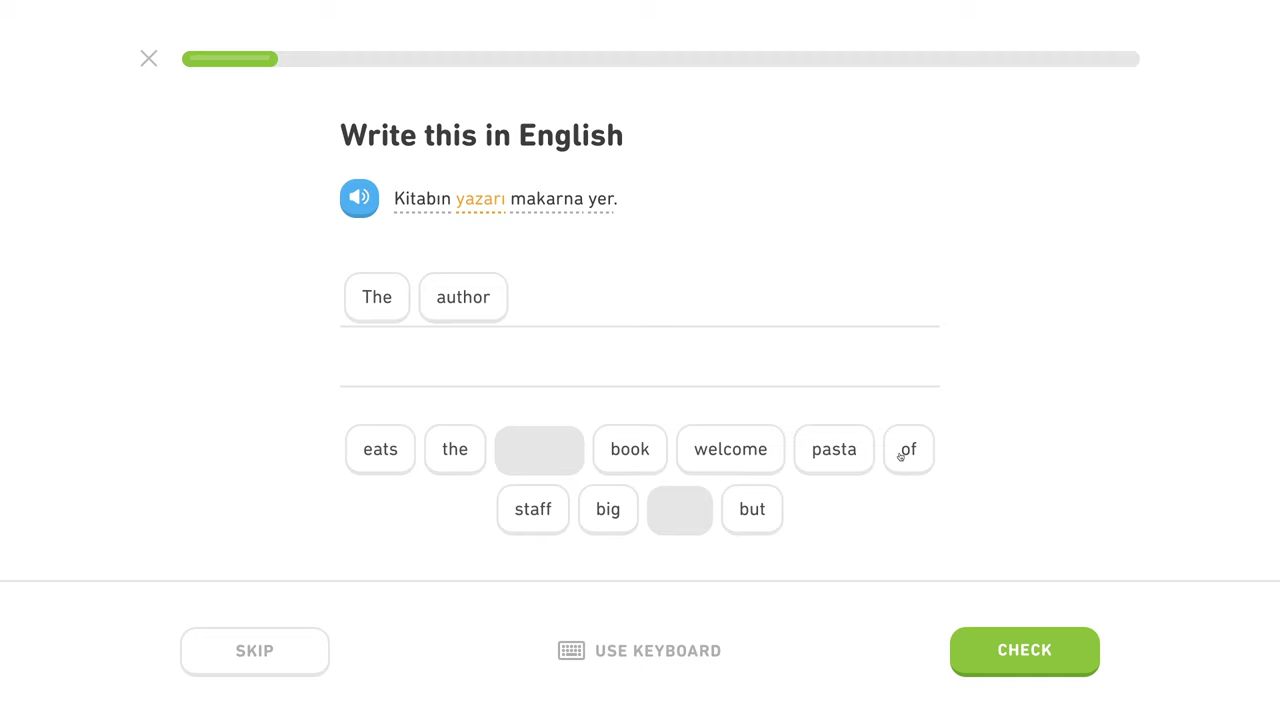 Write this in English
Kitabın yazarı makarna yer.
The author
eats the book welcome pasta of
staff big but
SKIP USE KEYBOARD CHECK